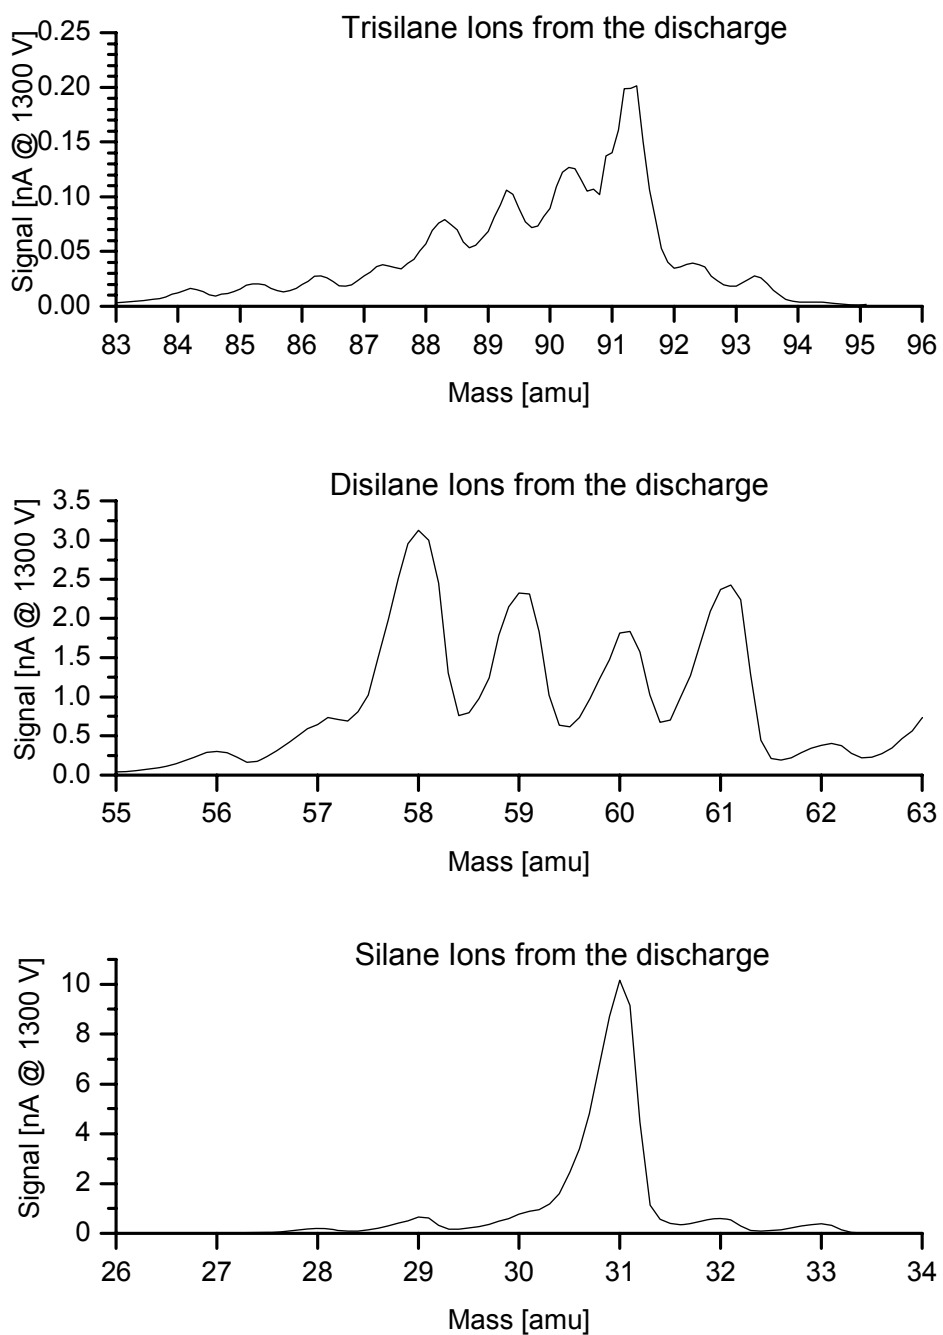 Trisilane Ions from the discharge
Signal [nA @ 1300 V]
0.25
0.20
0.15
0.10
0.05
0.00
83 84 85 86 87 88 89 90 91 92 93 94 95 96
Mass [amu]
Disilane Ions from the discharge
Signal [nA @ 1300 V]
3.5
3.0
2.5
2.0
1.5
1.0
0.5
0.0
55 56 57 58 59 60 61 62 63
Mass [amu]
Silane Ions from the discharge
Signal [nA @ 1300 V]
10
8
6
4
2
0
26 27 28 29 30 31 32 33 34
Mass [amu]